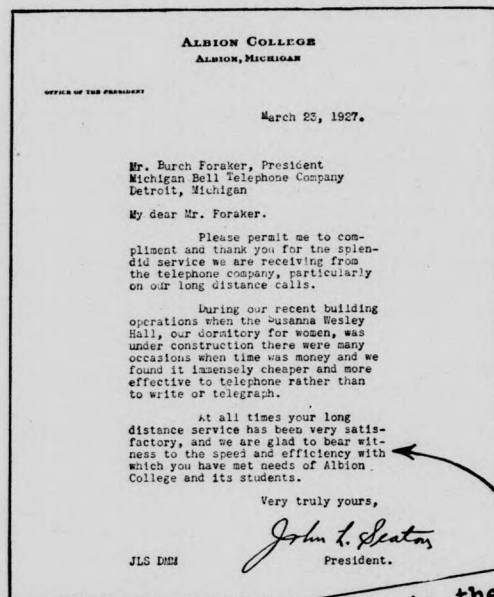 ALBION COLLEGE
ALBION, MICHIGAN
OFFICE OF THE PRESIDENT
March 23, 1927.
Mr. Burch Foraker, President
Michigan Bell Telephone Company
Detroit, Michigan
My dear Mr. Foraker.
Please permit me to com-
pliment and thank you for the splen-
did service we are receiving from
the telephone company, particularly
on our long distance calls.
During our recent building
operations when the Susanna Wesley
Hall, our dormitory for women, was
under construction there were many
occasions when time was money and we
found it immensely cheaper and more
effective to telephone rather than
to write or telegraph.
At all times your long
distance service has been very satis-
factory, and we are glad to bear wit-
ness to the speed and efficiency with
which you have met needs of Albion
College and its students.
Very truly yours,
John L. Seaton
JLS DMM President.
the